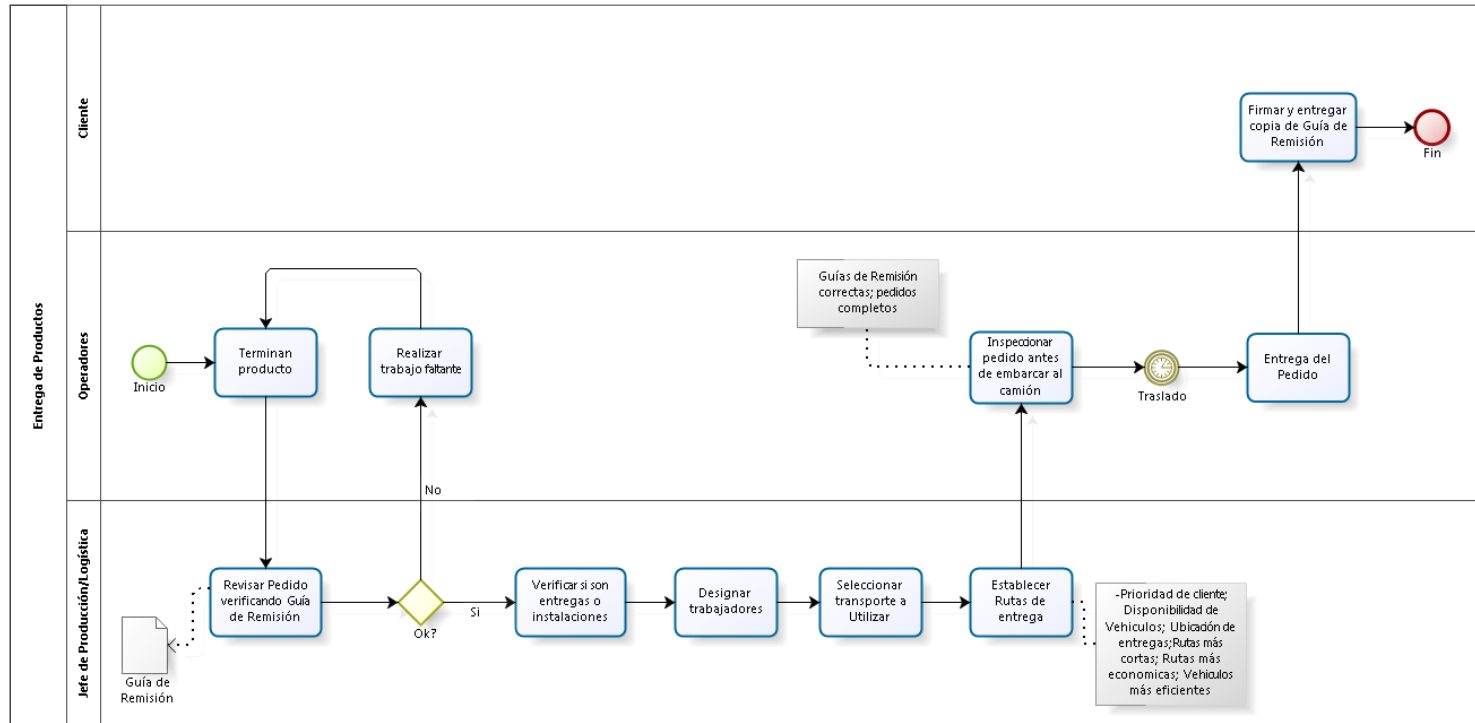 Entrega de Productos
Cliente
Firmar y entregar
copia de Guía de
Remisión
Fin
Operadores
Inicio
Terminan
producto
Realizar
trabajo faltante
Guías de Remisión
correctas; pedidos
completos
Inspeccionar
pedido antes
de embarcar al
camión
Traslado
Entrega del
Pedido
No
Jefe de Producción/Logística
Guía de
Remisión
Revisar Pedido
verificando Guía
de Remisión
Ok?
Si
Verificar si son
entregas o
instalaciones
Designar
trabajadores
Seleccionar
transporte a
Utilizar
Establecer
Rutas de
entrega
-Prioridad de cliente;
Disponibilidad de
Vehiculos; Ubicación de
entregas;Rutas más
cortas; Rutas más
economicas; Vehiculos
más eficientes